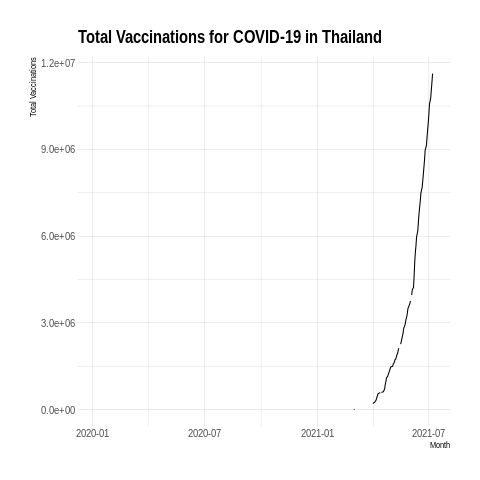 Total Vaccinations for COVID-19 in Thailand
Total Vaccinations
1.2e+07
9.0e+06
6.0e+06
3.0e+06
0.0e+00
2020-01 2020-07 2021-01 2021-07
Month